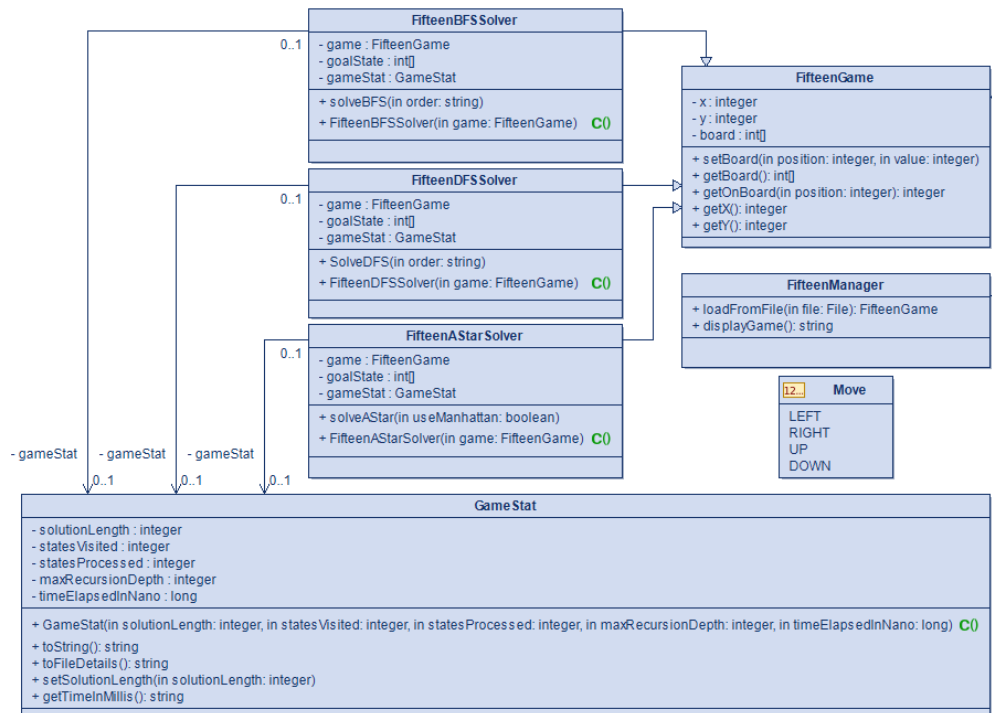 FifteenBFSSolver
- game : FifteenGame
- goalState : int[]
- gameStat : GameStat
+ solveBFS(in order: string)
+ FifteenBFSSolver(in game: FifteenGame) C()
0..1
FifteenGame
- x : integer
- y : integer
- board : int[]
+ setBoard(in position: integer, in value: integer)
+ getBoard(): int[]
+ getOnBoard(in position: integer): integer
+ getX(): integer
+ getY(): integer
FifteenDFSSolver
- game : FifteenGame
- goalState : int[]
- gameStat : GameStat
+ SolveDFS(in order: string)
+ FifteenDFSSolver(in game: FifteenGame) C()
0..1
FifteenManager
+ loadFromFile(in file: File): FifteenGame
+ displayGame(): string
FifteenAStarSolver
- game : FifteenGame
- goalState : int[]
- gameStat : GameStat
+ solveAStar(in useManhattan: boolean)
+ FifteenAStarSolver(in game: FifteenGame) C()
0..1
12... Move
LEFT
RIGHT
UP
DOWN
- gameStat - gameStat - gameStat
0..1 0..1 0..1
GameStat
- solutionLength : integer
- statesVisited : integer
- statesProcessed : integer
- maxRecursionDepth : integer
- timeElapsedInNano : long
+ GameStat(in solutionLength: integer, in statesVisited: integer, in statesProcessed: integer, in maxRecursionDepth: integer, in timeElapsedInNano: long) C()
+ toString(): string
+ toFileDetails(): string
+ setSolutionLength(in solutionLength: integer)
+ getTimeInMillis(): string